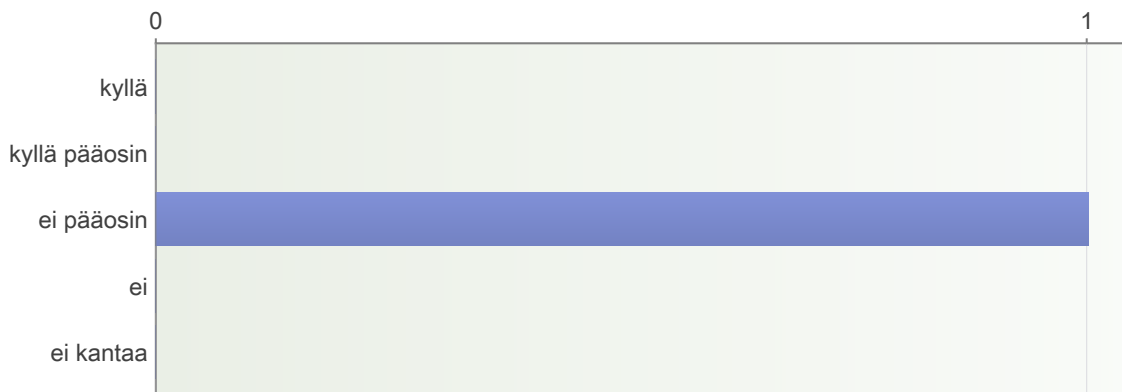 0 1
kyllä
kyllä pääosin
ei pääosin
ei
ei kantaa